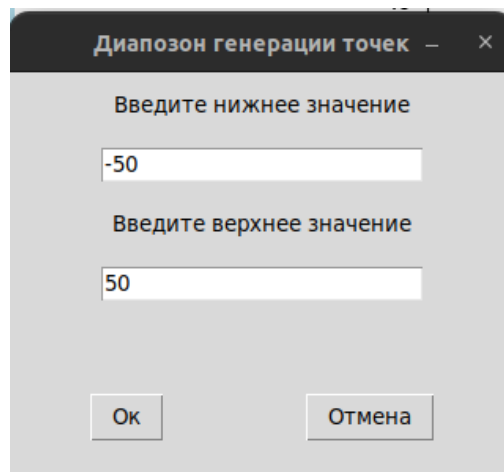 Диапозон генерации точек
Введите нижнее значение
-50
Введите верхнее значение
50
Ок
Отмена